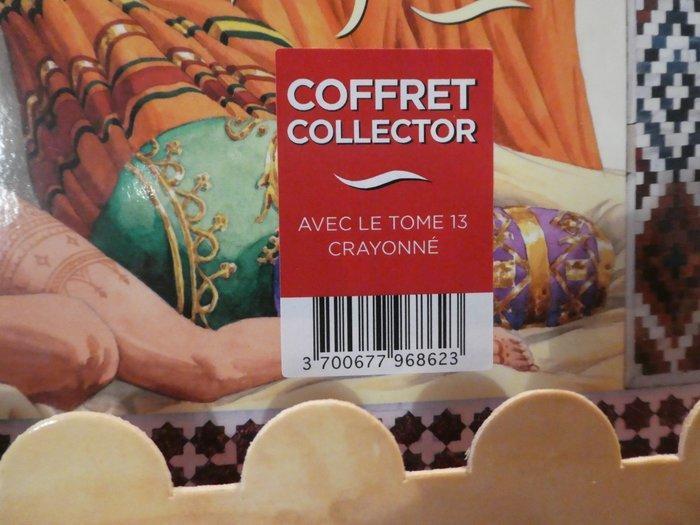 COFFRET
COLLECTOR
AVEC LE TOME 13
CRAYONNÉ
3 700677 968623